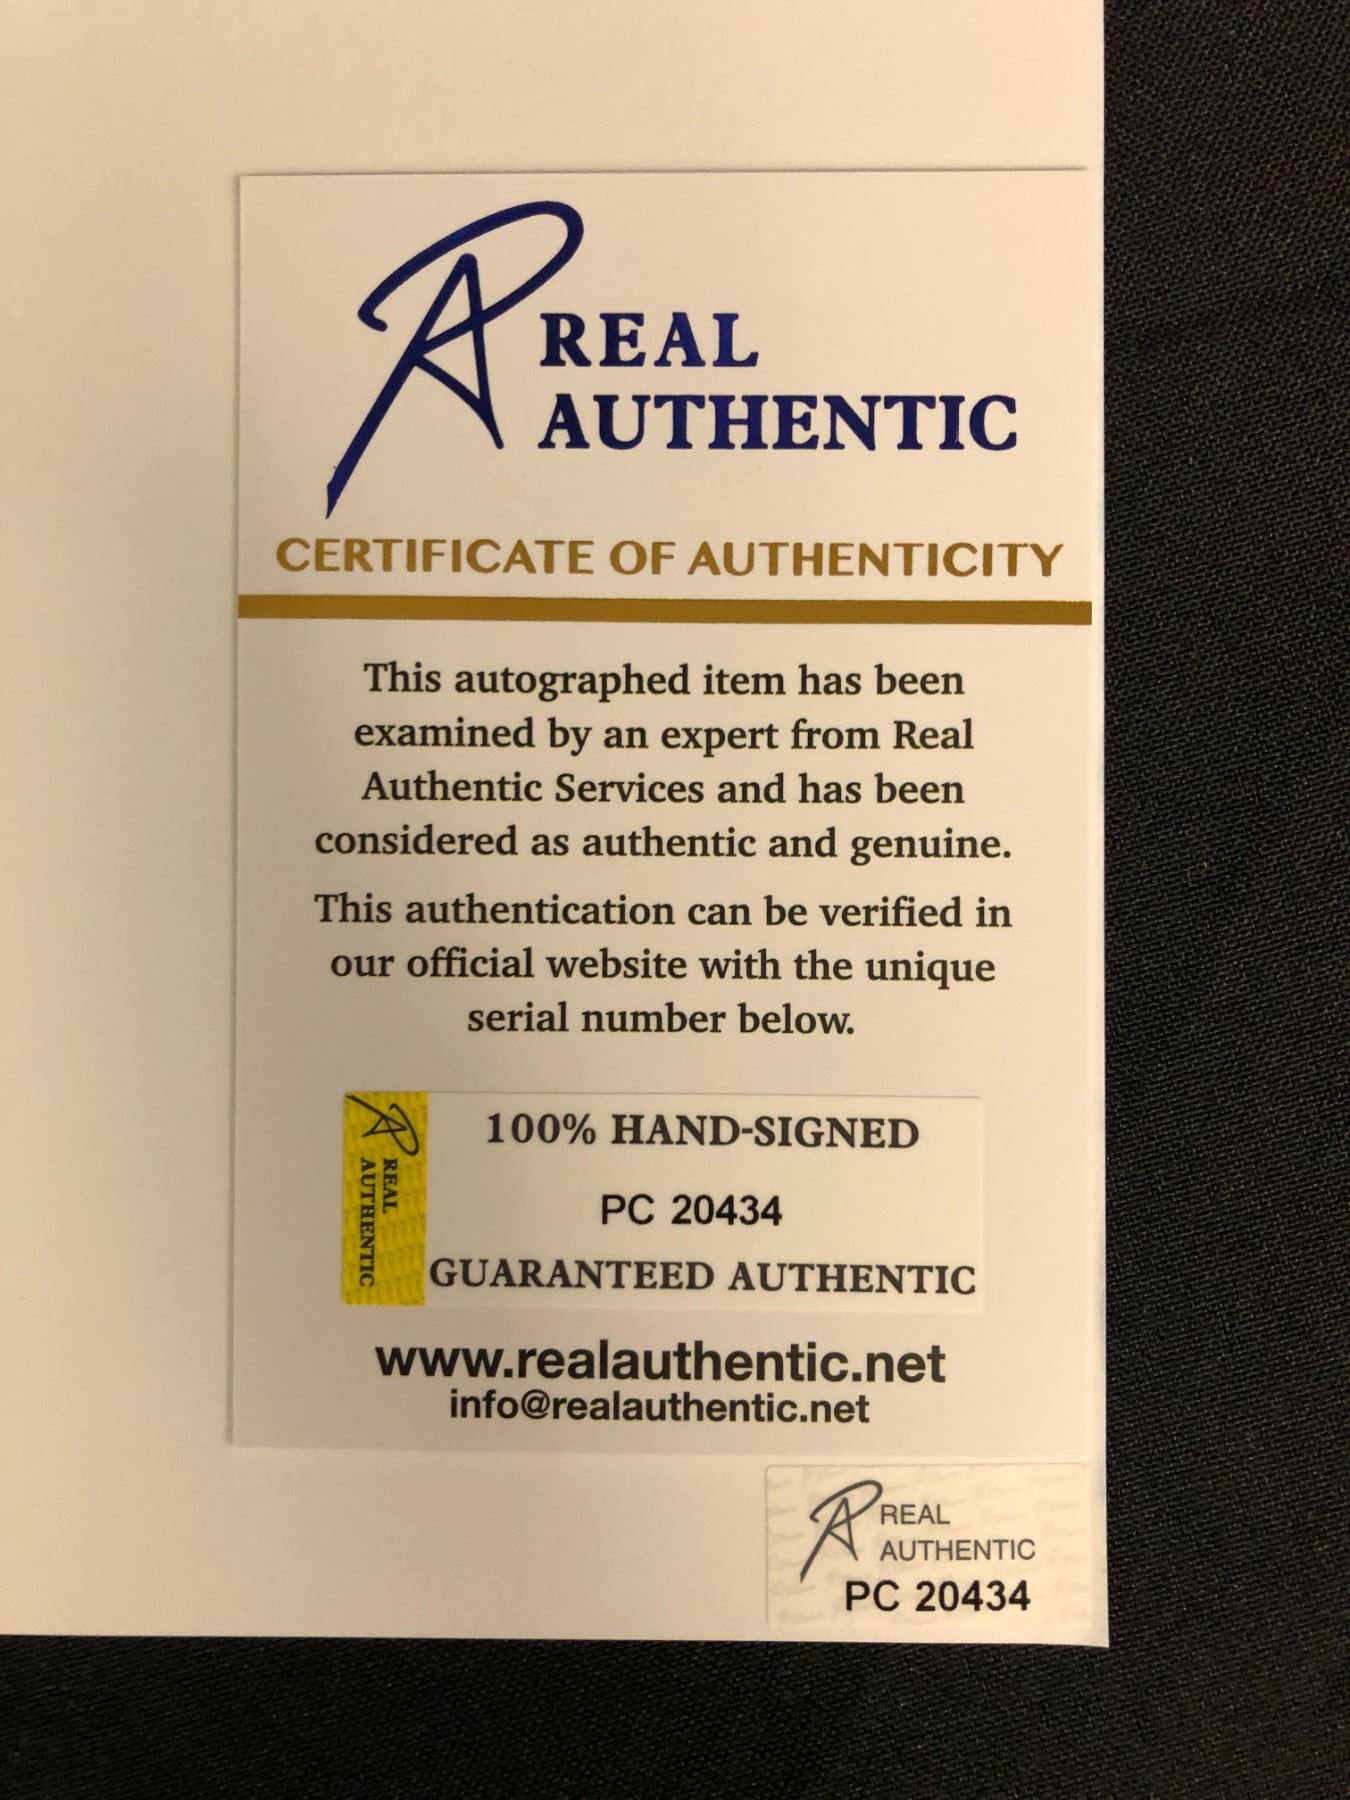 REAL
AUTHENTIC
CERTIFICATE OF AUTHENTICITY
This autographed item has been
examined by an expert from Real
Authentic Services and has been
considered as authentic and genuine.
This authentication can be verified in
our official website with the unique
serial number below.
REAL
AUTHENTIC
100% HAND-SIGNED
PC 20434
GUARANTEED AUTHENTIC
www.realauthentic.net
info@realauthentic.net
REAL
AUTHENTIC
PC 20434